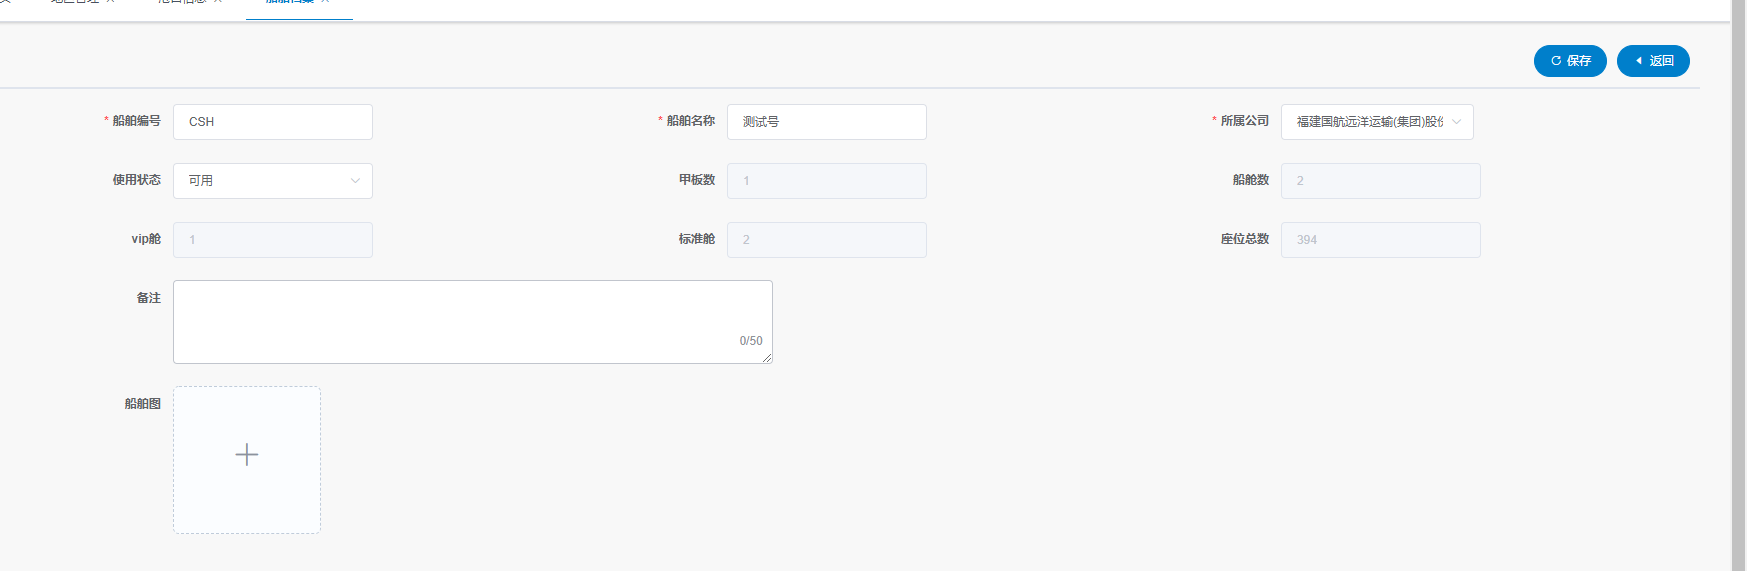 保存 返回
* 船舶编号 CSH * 船舶名称 测试号 * 所属公司 福建国航远洋运输(集团)股份
使用状态 可用 甲板数 1 船舱数 2
vip舱 1 标准舱 2 座位总数 394
备注
0/50
船舶图